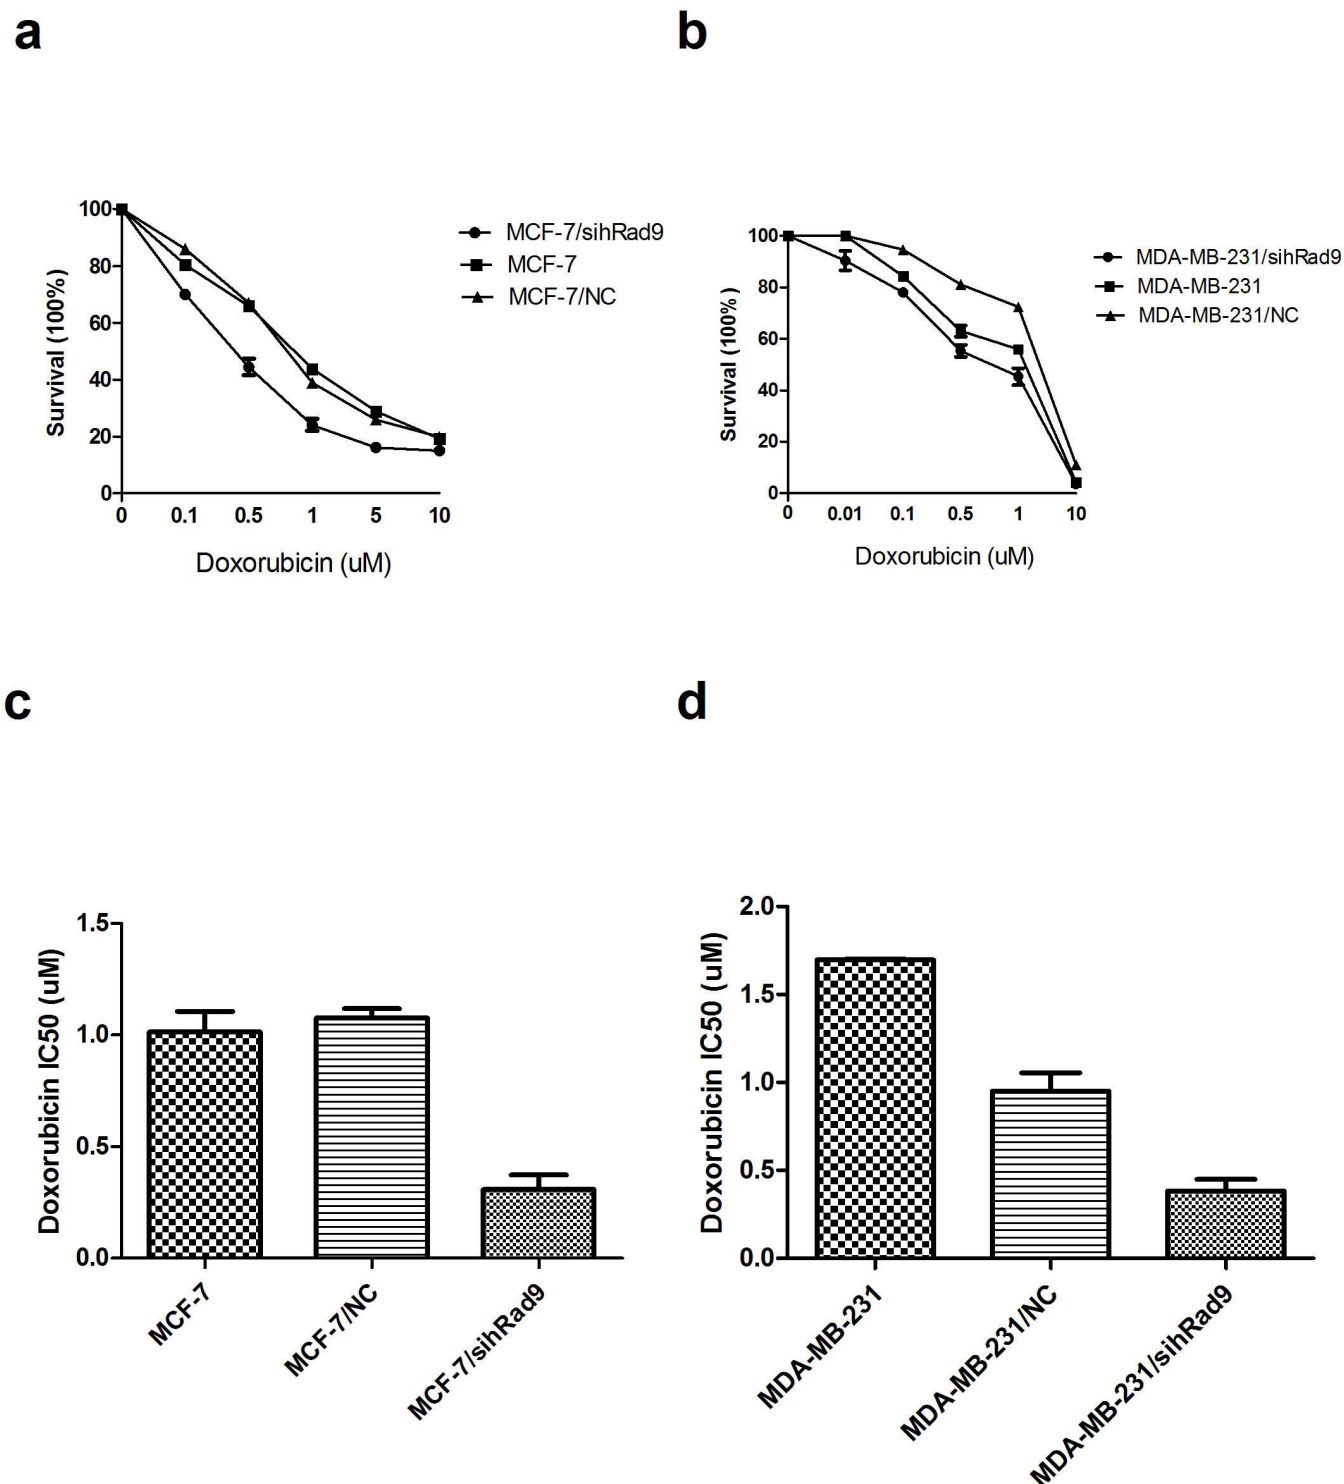 a
b
100
80
60
40
20
0
Survival (100%)
0 0.1 0.5 1 5 10
Doxorubicin (uM)
MCF-7/sihRad9
MCF-7
MCF-7/NC
100
80
60
40
20
0
Survival (100%)
0 0.01 0.1 0.5 1 10
Doxorubicin (uM)
MDA-MB-231/sihRad9
MDA-MB-231
MDA-MB-231/NC
c
d
1.5
1.0
0.5
0.0
Doxorubicin IC50 (uM)
MCF-7
MCF-7/NC
MCF-7/sihRad9
2.0
1.5
1.0
0.5
0.0
Doxorubicin IC50 (uM)
MDA-MB-231
MDA-MB-231/NC
MDA-MB-231/sihRad9